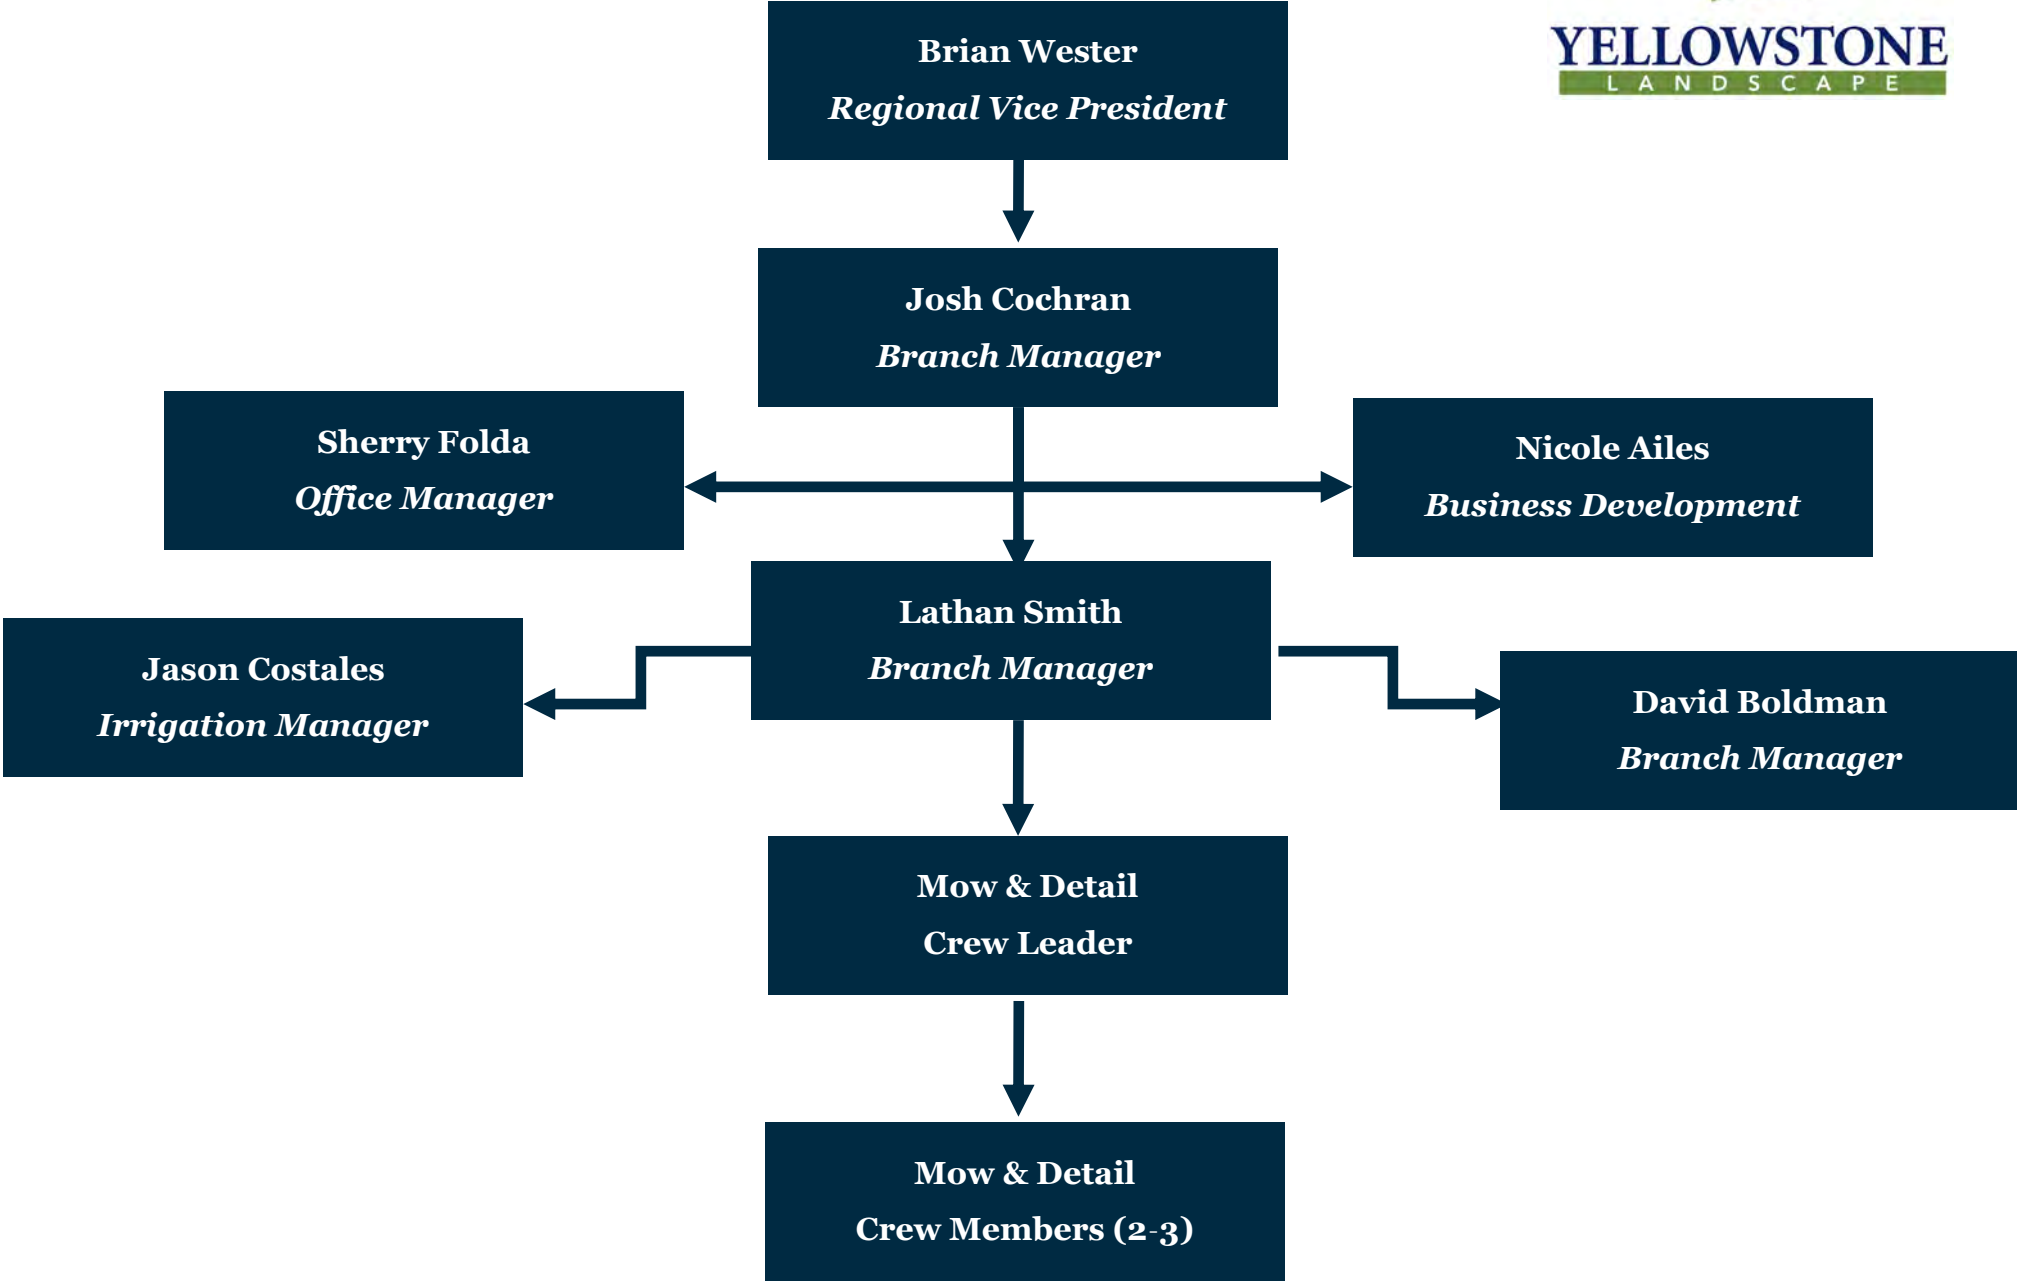 YELLOWSTONE
LANDSCAPE
Brian Wester
Regional Vice President
Josh Cochran
Branch Manager
Sherry Folda
Office Manager
Nicole Ailes
Business Development
Lathan Smith
Branch Manager
Jason Costales
Irrigation Manager
David Boldman
Branch Manager
Mow & Detail
Crew Leader
Mow & Detail
Crew Members (2-3)